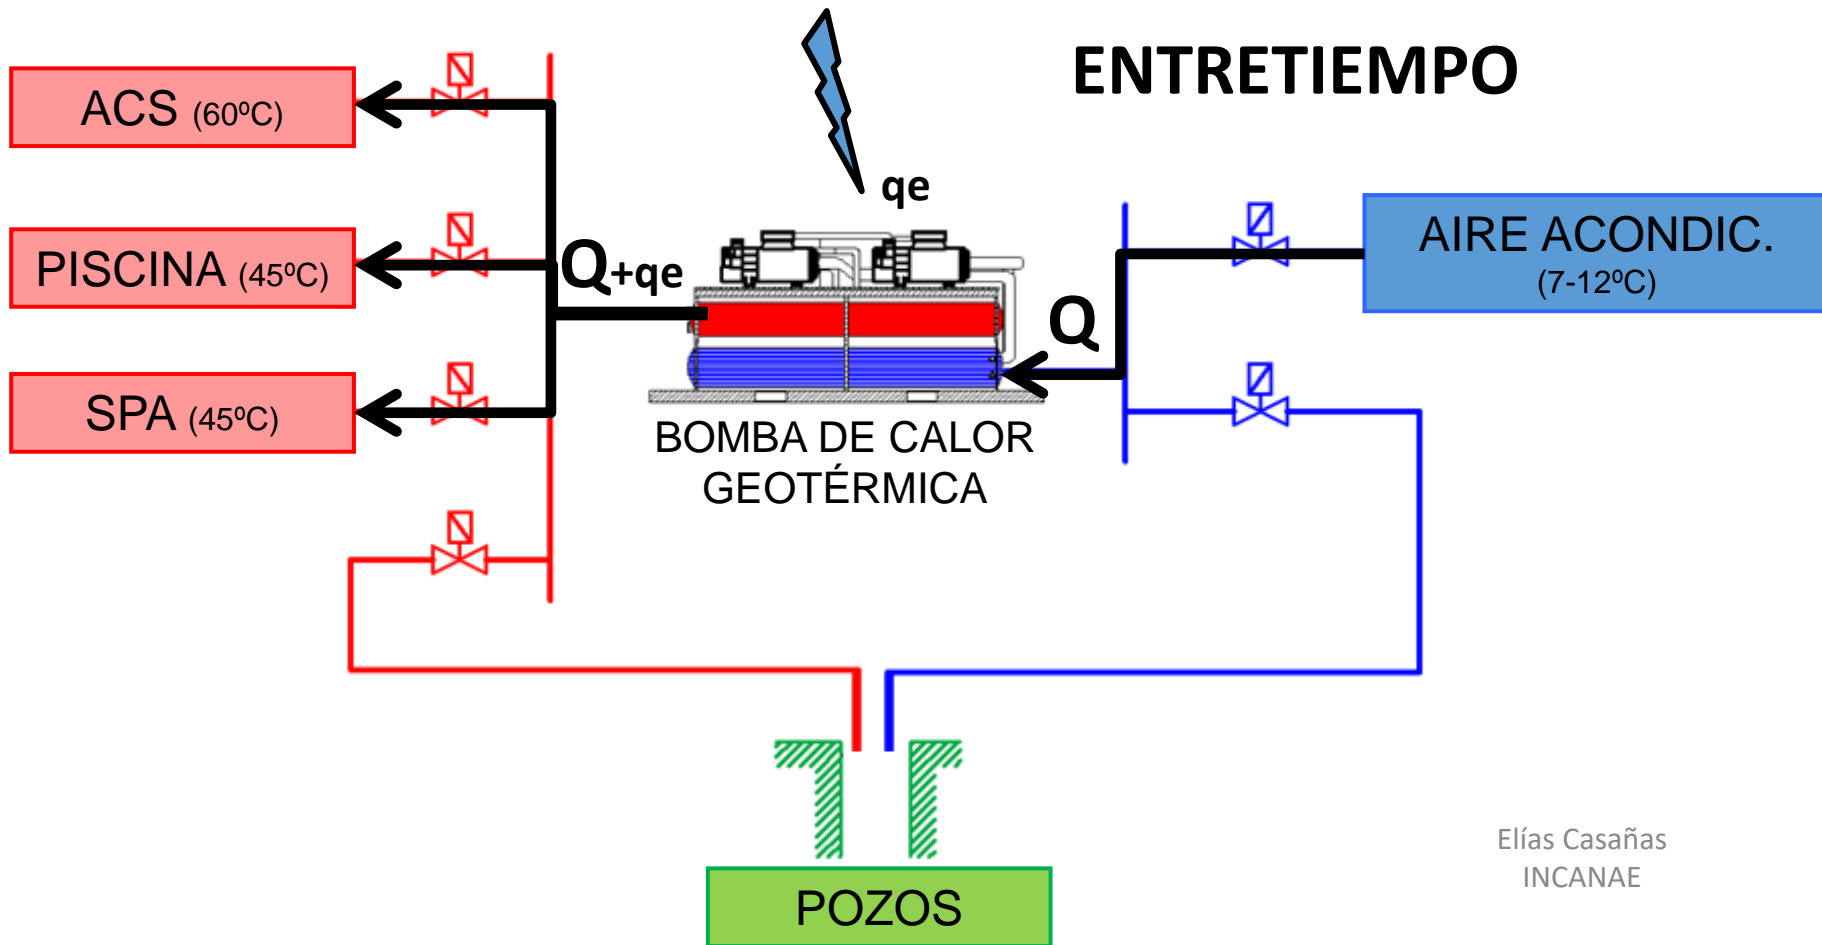 ENTRETIEMPO
ACS (60ºC)
qe
AIRE ACONDIC.
(7-12ºC)
PISCINA (45ºC)
Q+qe
Q
SPA (45ºC)
BOMBA DE CALOR
GEOTÉRMICA
Elías Casañas
INCANAE
POZOS